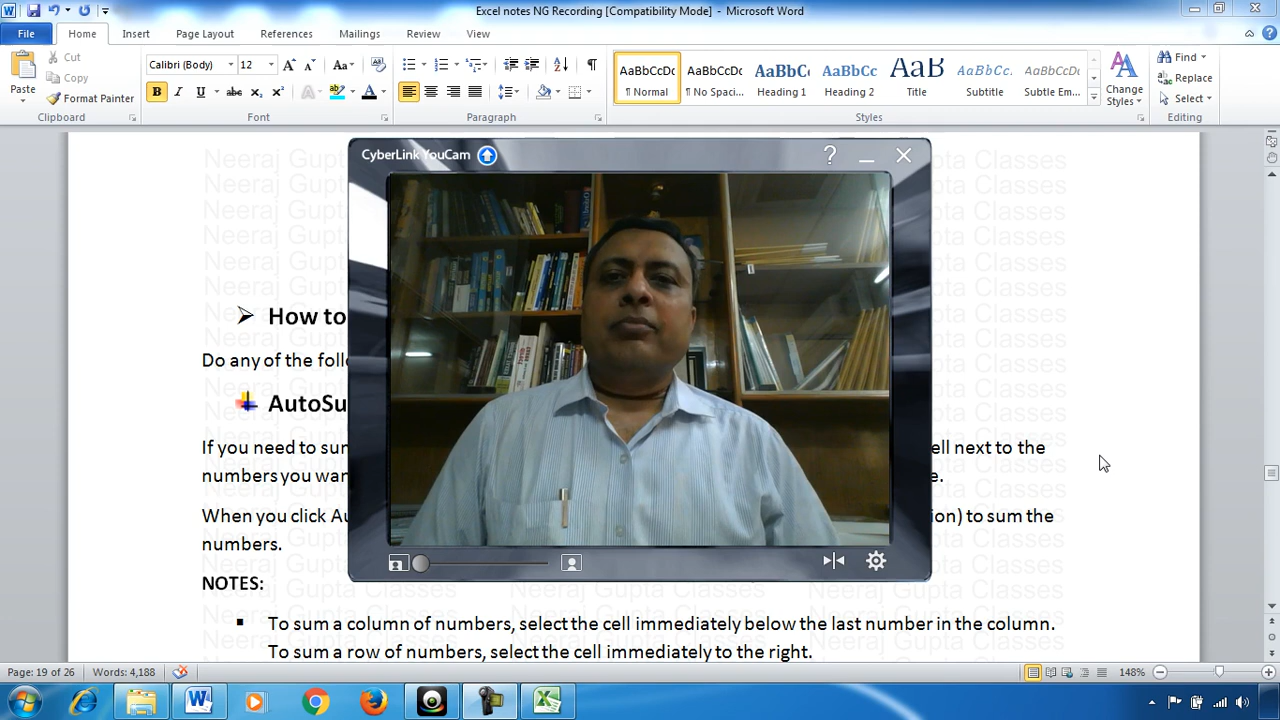 Excel notes NG Recording [Compatibility Mode] - Microsoft Word
File Home Insert Page Layout References Mailings Review View
Paste
Cut
Copy
Format Painter
Clipboard
Calibri (Body) 12
Font
Paragraph
AaBbCcDc AaBbCcDc AaBbCc AaBbCc AaB AaBbCc. AaBbCcDc
¶ Normal ¶ No Spaci... Heading 1 Heading 2 Title Subtitle Subtle Em...
Styles
Change Styles
Find
Replace
Select
Editing
CyberLink YouCam
Neeraj Gupta Classes
How to
Do any of the follo
AutoSu
If you need to sum
ell next to the
numbers you wan
e.
When you click Au
ion) to sum the
numbers.
NOTES:
To sum a column of numbers, select the cell immediately below the last number in the column.
To sum a row of numbers, select the cell immediately to the right.
Page: 19 of 26 Words: 4,188 148%